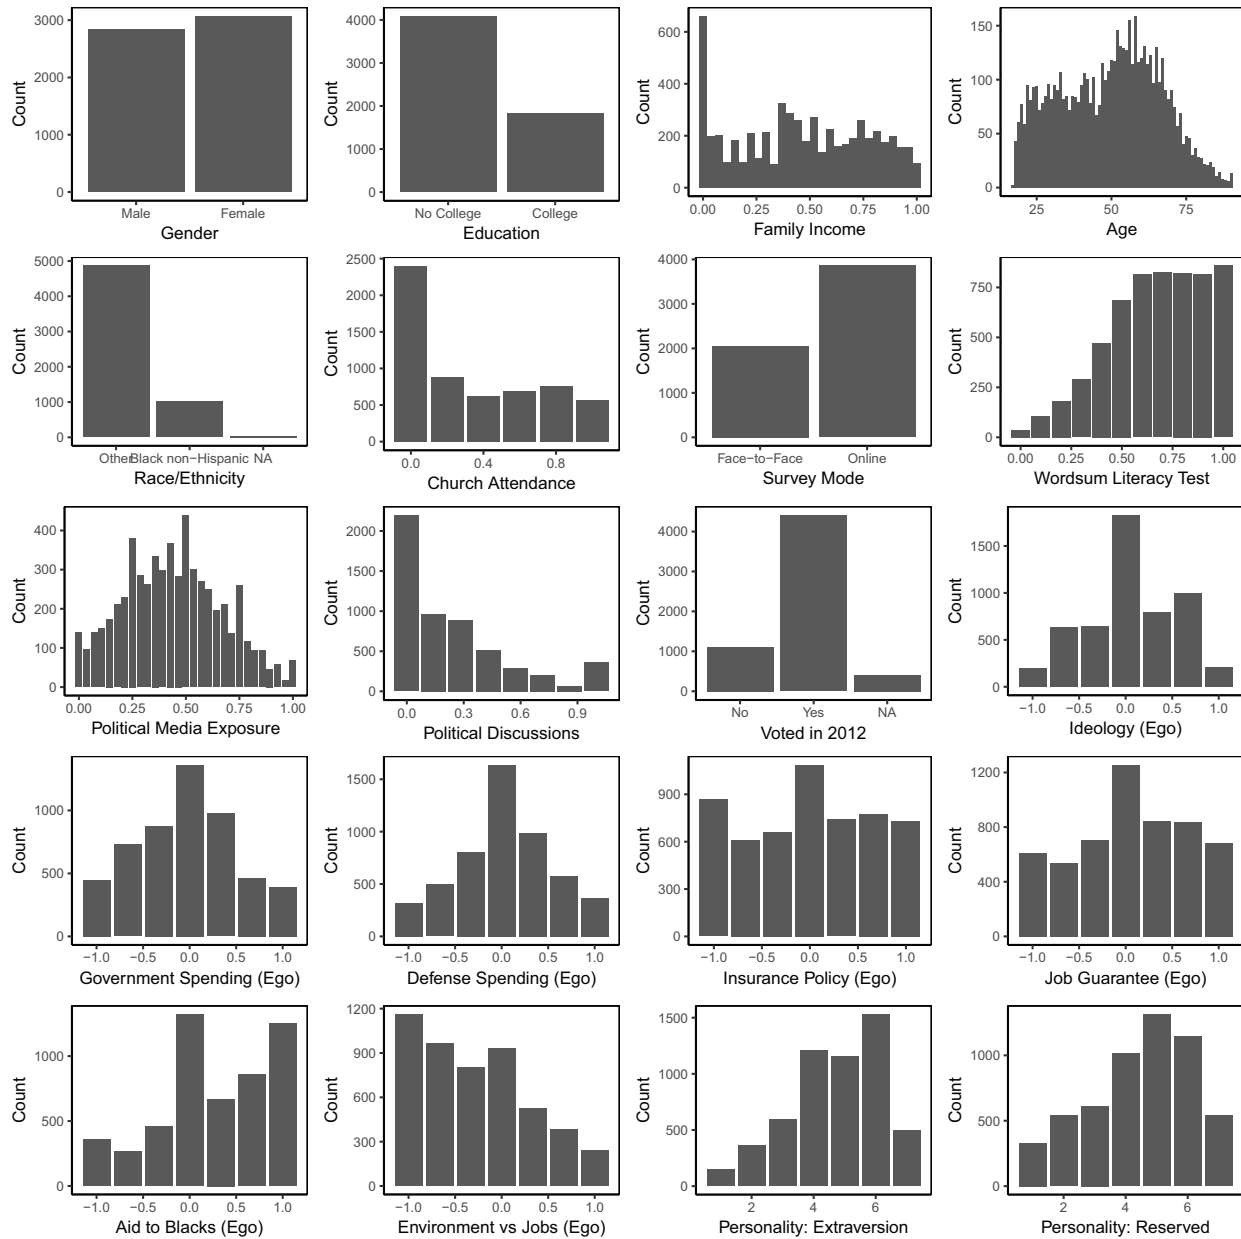 3000
2000
1000
0
Count
Male
Female
Gender
4000
3000
2000
1000
0
Count
No College
College
Education
600
400
200
0
Count
0.00 0.25 0.50 0.75 1.00
Family Income
150
100
50
0
Count
25 50 75
Age
5000
4000
3000
2000
1000
0
Count
Other Black non−Hispanic NA
Race/Ethnicity
2500
2000
1500
1000
500
0
Count
0.0 0.4 0.8
Church Attendance
4000
3000
2000
1000
0
Count
Face−to−Face
Online
Survey Mode
750
500
250
0
Count
0.00 0.25 0.50 0.75 1.00
Wordsum Literacy Test
400
300
200
100
0
Count
0.00 0.25 0.50 0.75 1.00
Political Media Exposure
2000
1500
1000
500
0
Count
0.0 0.3 0.6 0.9
Political Discussions
4000
3000
2000
1000
0
Count
No Yes NA
Voted in 2012
1500
1000
500
0
Count
−1.0 −0.5 0.0 0.5 1.0
Ideology (Ego)
1000
500
0
Count
−1.0 −0.5 0.0 0.5 1.0
Government Spending (Ego)
1500
1000
500
0
Count
−1.0 −0.5 0.0 0.5 1.0
Defense Spending (Ego)
900
600
300
0
Count
−1.0 −0.5 0.0 0.5 1.0
Insurance Policy (Ego)
1200
800
400
0
Count
−1.0 −0.5 0.0 0.5 1.0
Job Guarantee (Ego)
1000
500
0
Count
−1.0 −0.5 0.0 0.5 1.0
Aid to Blacks (Ego)
1200
900
600
300
0
Count
−1.0 −0.5 0.0 0.5 1.0
Environment vs Jobs (Ego)
1500
1000
500
0
Count
2 4 6
Personality: Extraversion
1000
500
0
Count
2 4 6
Personality: Reserved